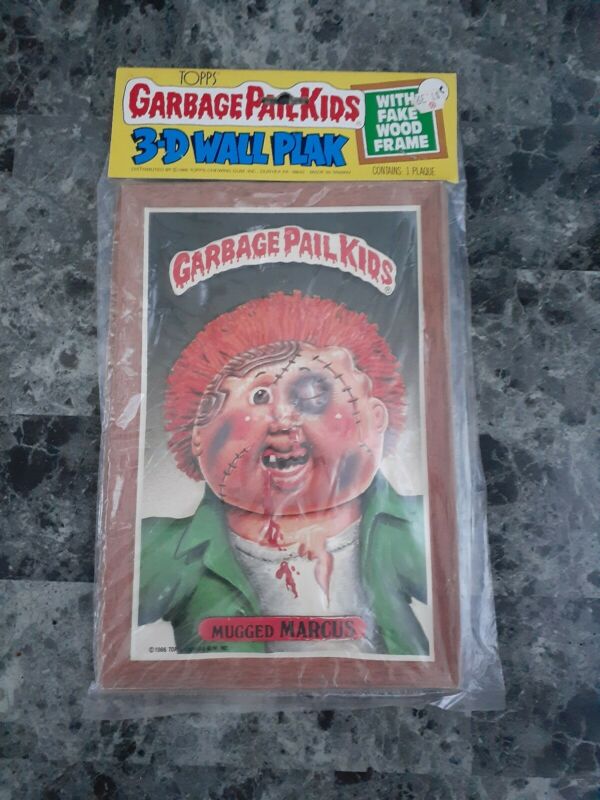 TOPPS
GARBAGE PAIL KIDS®
3-D WALL PLAK
WITH
FAKE
WOOD
FRAME
CONTAINS: 1 PLAQUE
GARBAGE PAIL KIDS®
MUGGED MARCUS
©1986